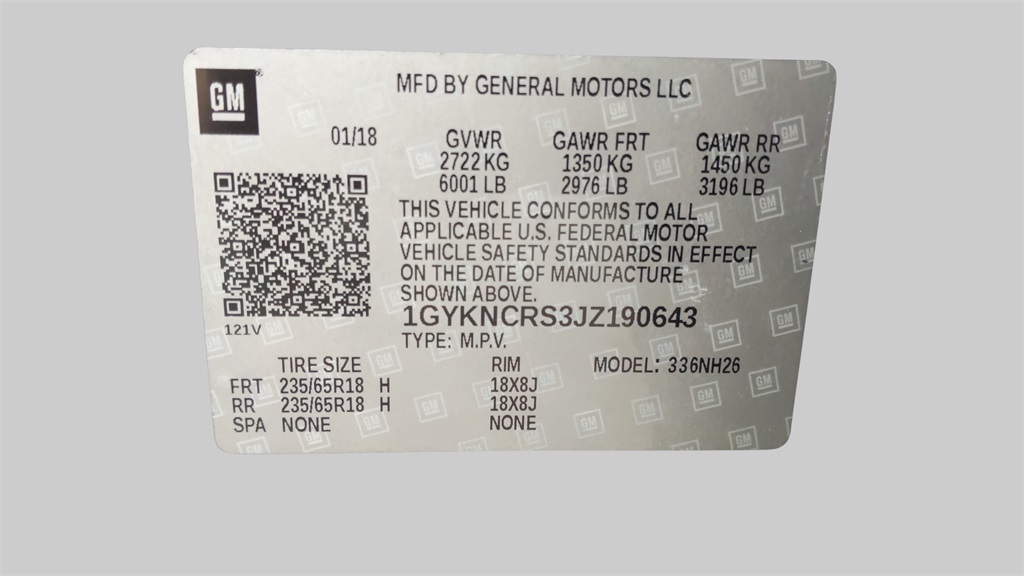 GM
MFD BY GENERAL MOTORS LLC
01/18 GVWR GAWR FRT GAWR RR
2722 KG 1350 KG 1450 KG
6001 LB 2976 LB 3196 LB
THIS VEHICLE CONFORMS TO ALL
APPLICABLE U.S. FEDERAL MOTOR
VEHICLE SAFETY STANDARDS IN EFFECT
ON THE DATE OF MANUFACTURE
SHOWN ABOVE.
121V
1GYKNCRS3JZ190643
TYPE: M.P.V.
TIRE SIZE RIM MODEL: 336NH26
FRT 235/65R18 H 18X8J
RR 235/65R18 H 18X8J
SPA NONE NONE